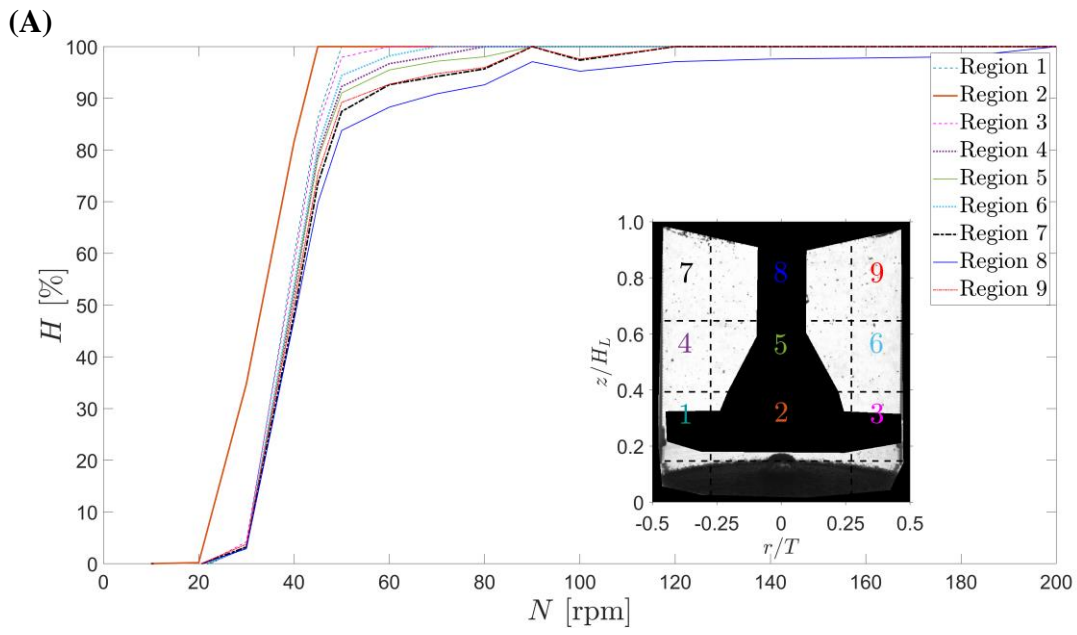 (A)
100
90
80
70
60
50
40
30
20
10
0
H [%]
0 20 40 60 80 100 120 140 160 180 200
N [rpm]
Region 1
Region 2
Region 3
Region 4
Region 5
Region 6
Region 7
Region 8
Region 9
1.0
0.8
0.6
0.4
0.2
0
z/H_L
7 8 9
4 5 6
1 2 3
-0.5 -0.25 0 0.25 0.5
r/T